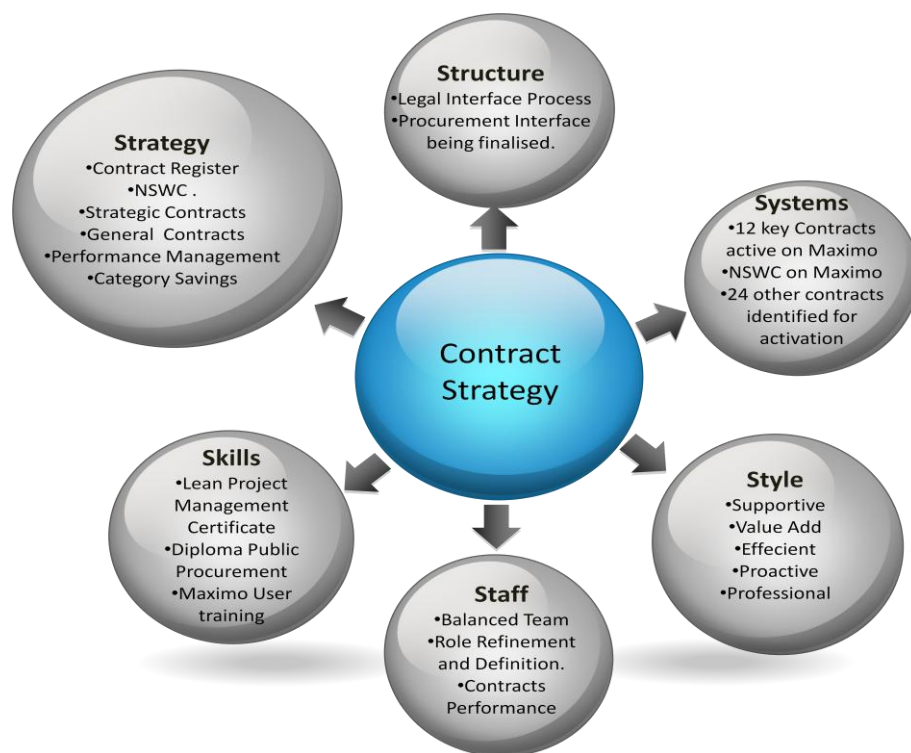 Structure
•Legal Interface Process
•Procurement Interface
being finalised.
Strategy
•Contract Register
•NSWC .
•Strategic Contracts
•General Contracts
•Performance Management
•Category Savings
Systems
•12 key Contracts
active on Maximo
•NSWC on Maximo
•24 other contracts
identified for
activation
Contract
Strategy
Skills
•Lean Project
Management
Certificate
•Diploma Public
Procurement
•Maximo User
training
Style
•Supportive
•Value Add
•Effecient
•Proactive
•Professional
Staff
•Balanced Team
•Role Refinement
and Definition.
•Contracts
Performance